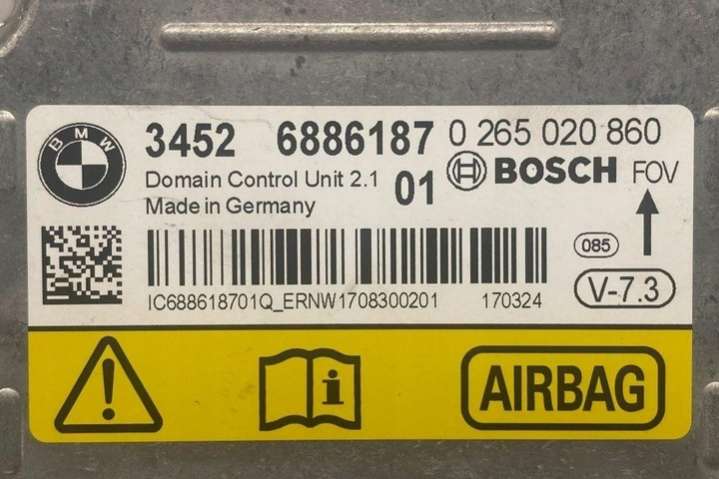 BMW
3452 6886187 0 265 020 860
Domain Control Unit 2.1 01 BOSCH FOV
Made in Germany
085
IC688618701Q_ERNW1708300201 170324 V-7.3
i AIRBAG